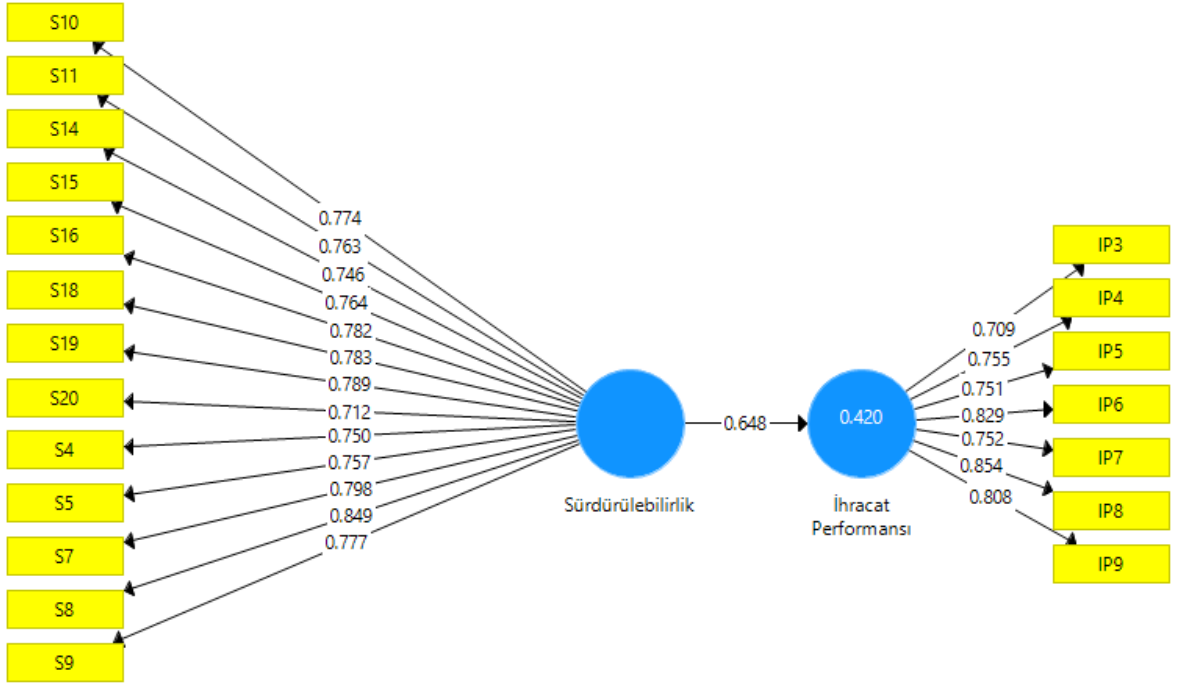 S10
S11
S14
S15
S16
S18
S19
S20
S4
S5
S7
S8
S9
0.774
0.763
0.746
0.764
0.782
0.783
0.789
0.712
0.750
0.757
0.798
0.849
0.777
Sürdürülebilirlik
0.648
0.420
İhracat
Performansı
0.709
0.755
0.751
0.829
0.752
0.854
0.808
IP3
IP4
IP5
IP6
IP7
IP8
IP9